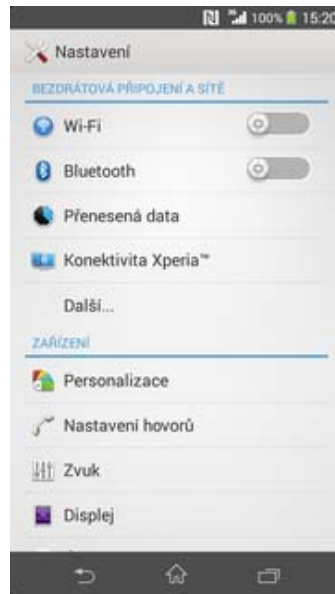 100% 15:20
Nastavení
BEZDRÁTOVÁ PŘIPOJENÍ A SÍTĚ
Wi-Fi
Bluetooth
Přenesená data
Konektivita Xperia™
Další...
ZAŘÍZENÍ
Personalizace
Nastavení hovorů
Zvuk
Displej